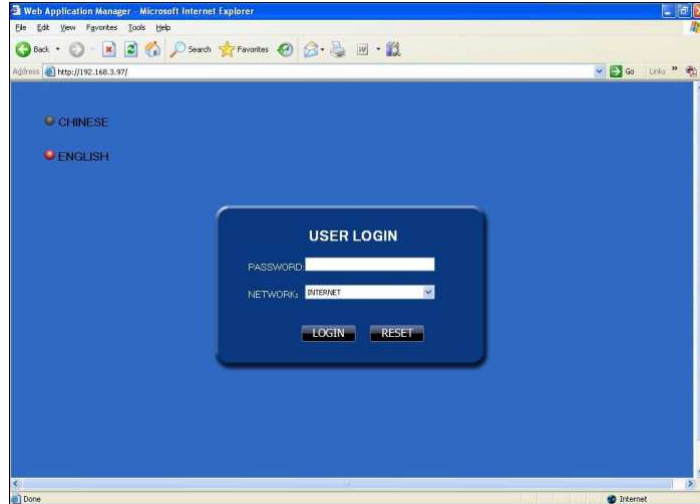 Web Application Manager - Microsoft Internet Explorer
File Edit View Favorites Tools Help
Back Search Favorites
Address http://192.168.3.97/ Go Links »
CHINESE
ENGLISH
USER LOGIN
PASSWORD:
NETWORK: INTERNET
LOGIN RESET
Done Internet